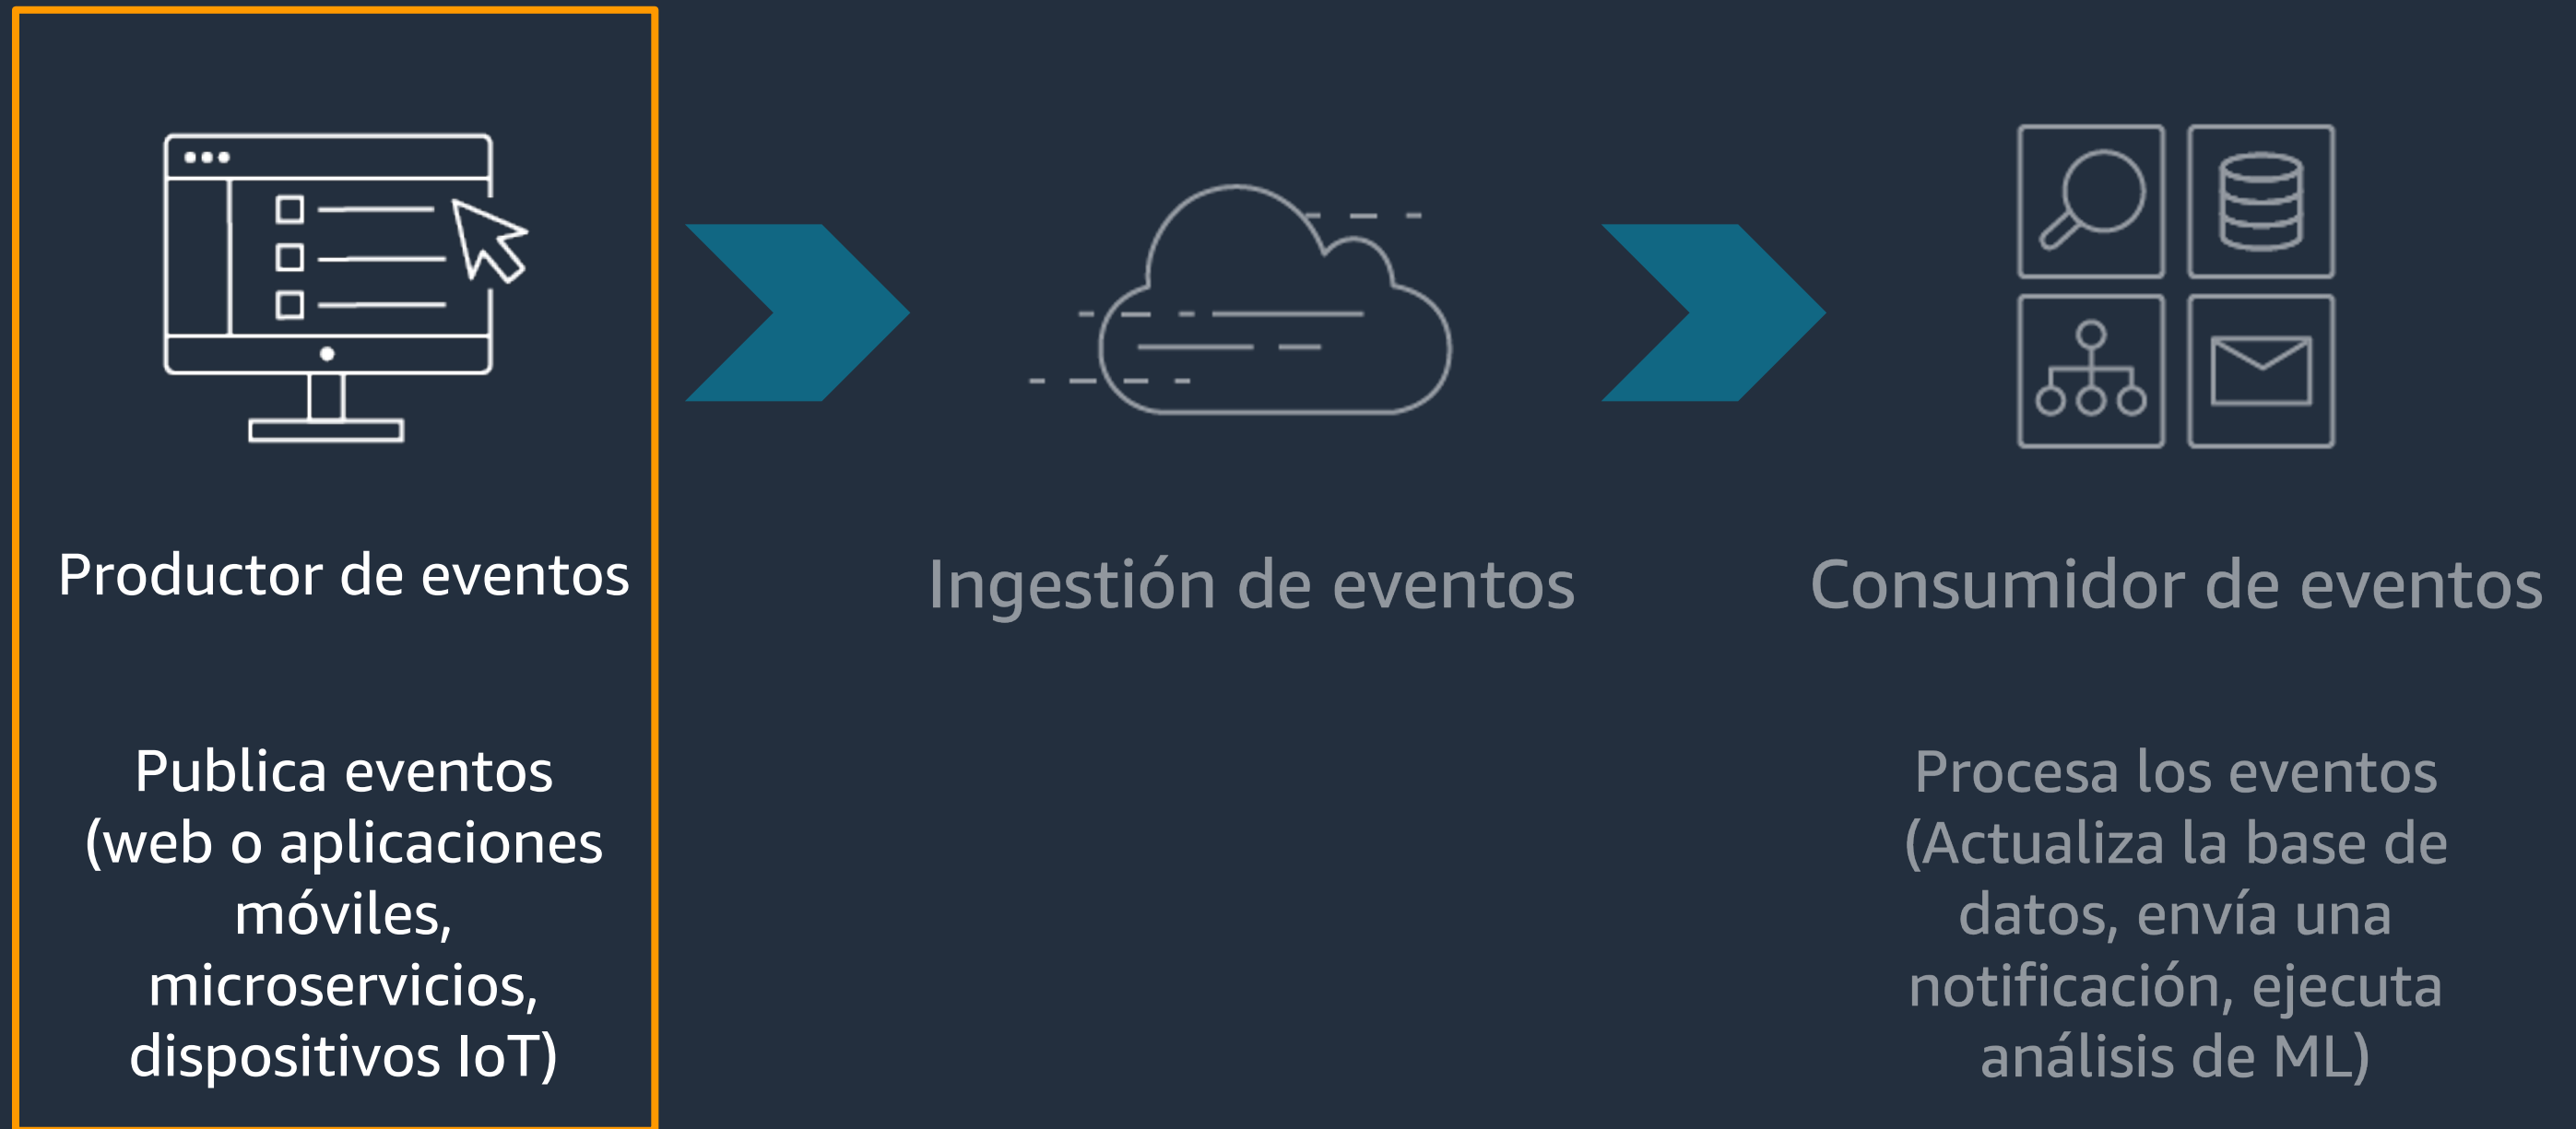 Productor de eventos
Publica eventos
(web o aplicaciones
móviles,
microservicios,
dispositivos IoT)
Ingestión de eventos
Consumidor de eventos
Procesa los eventos
(Actualiza la base de
datos, envía una
notificación, ejecuta
análisis de ML)